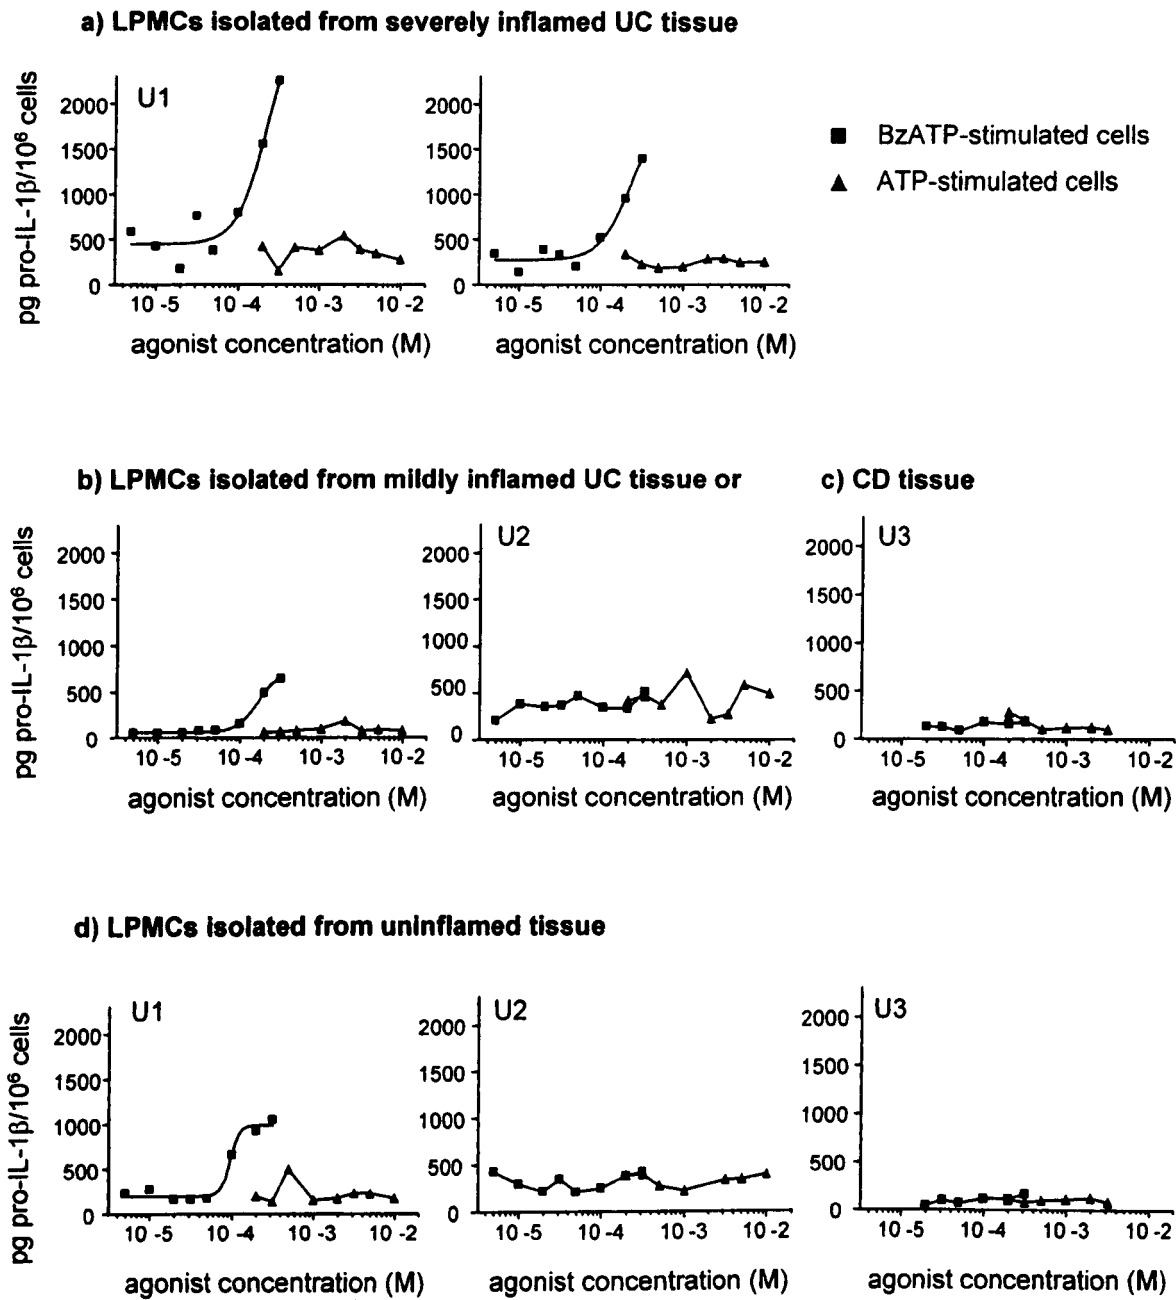 a) LPMCs isolated from severely inflamed UC tissue
pg pro-IL-1β/10⁶ cells
U1
2000
1500
1000
500
0
10 -5 10 -4 10 -3 10 -2
agonist concentration (M)
2000
1500
1000
500
0
10 -5 10 -4 10 -3 10 -2
agonist concentration (M)
■ BzATP-stimulated cells
▲ ATP-stimulated cells
b) LPMCs isolated from mildly inflamed UC tissue or
c) CD tissue
pg pro-IL-1β/10⁶ cells
2000
1500
1000
500
0
10 -5 10 -4 10 -3 10 -2
agonist concentration (M)
U2
2000
1500
1000
500
0
10 -5 10 -4 10 -3 10 -2
agonist concentration (M)
U3
2000
1500
1000
500
0
10 -5 10 -4 10 -3 10 -2
agonist concentration (M)
d) LPMCs isolated from uninflamed tissue
pg pro-IL-1β/10⁶ cells
U1
2000
1500
1000
500
0
10 -5 10 -4 10 -3 10 -2
agonist concentration (M)
U2
2000
1500
1000
500
0
10 -5 10 -4 10 -3 10 -2
agonist concentration (M)
U3
2000
1500
1000
500
0
10 -5 10 -4 10 -3 10 -2
agonist concentration (M)